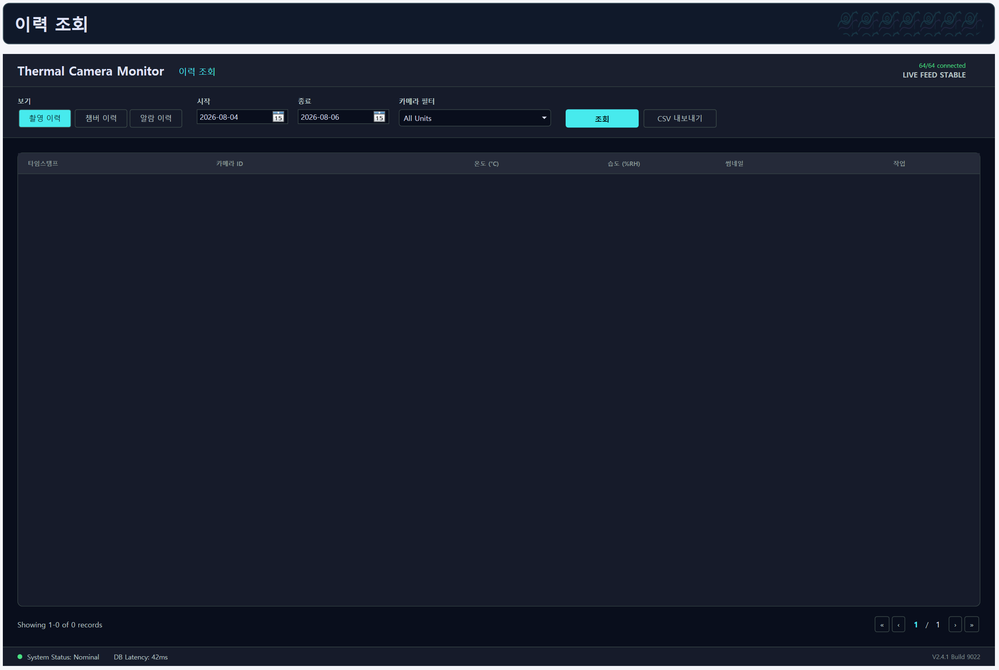 이력 조회
Thermal Camera Monitor 이력 조회
64/64 connected
LIVE FEED STABLE
보기 시작 종료 카메라 필터
촬영 이력 챔버 이력 알람 이력 2026-08-04 15 2026-08-06 15 All Units 조회 CSV 내보내기
타임스탬프 카메라 ID 온도 (°C) 습도 (%RH) 썸네일 작업
Showing 1-0 of 0 records « ‹ 1 / 1 › »
System Status: Nominal DB Latency: 42ms V2.4.1 Build 9022